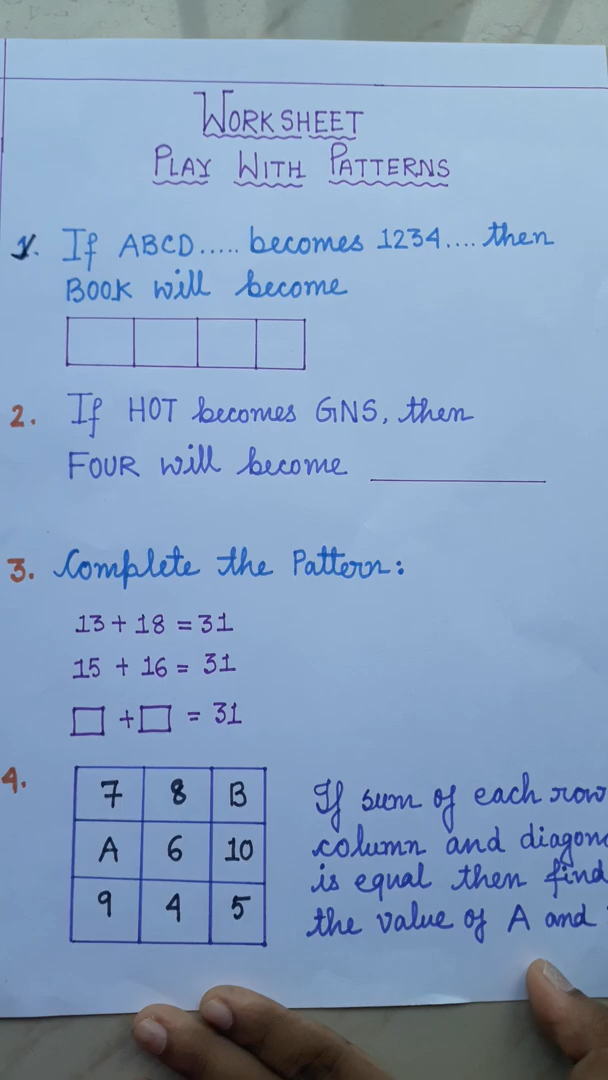 WORKSHEET
PLAY WITH PATTERNS
1. If ABCD..... becomes 1234.... then
BOOK will become
2. If HOT becomes GNS, then
FOUR will become
3. Complete the Pattern:
13 + 18 = 31
15 + 16 = 31
□ + □ = 31
4.
7 8 B
A 6 10
9 4 5
If sum of each row
column and diagon
is equal then find
the value of A and